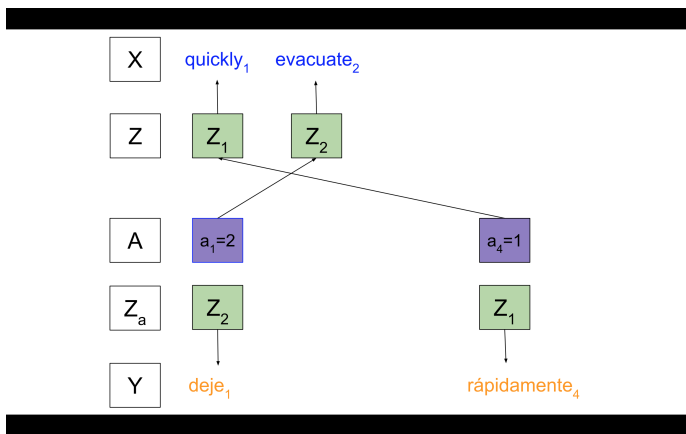 X quickly₁ evacuate₂
Z Z₁ Z₂
A a₁=2 a₄=1
Zₐ Z₂ Z₁
Y deje₁ rápidamente₄